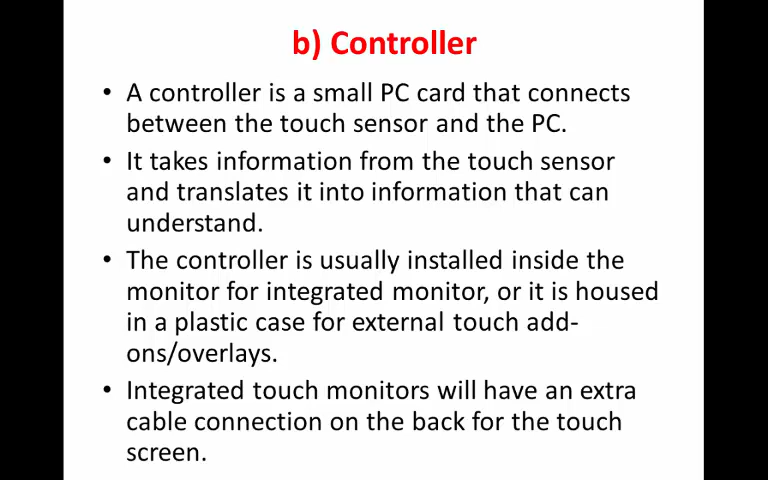 b) Controller
• A controller is a small PC card that connects
between the touch sensor and the PC.
• It takes information from the touch sensor
and translates it into information that can
understand.
• The controller is usually installed inside the
monitor for integrated monitor, or it is housed
in a plastic case for external touch add-
ons/overlays.
• Integrated touch monitors will have an extra
cable connection on the back for the touch
screen.